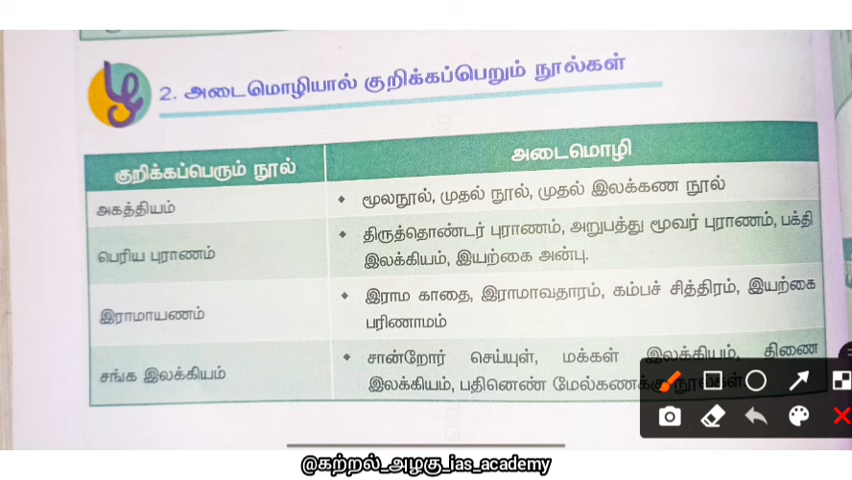 2. அடைமொழியால் குறிக்கப்பெறும் நூல்கள்
குறிக்கப்பெரும் நூல்
அடைமொழி
அகத்தியம்
• மூலநூல், முதல் நூல், முதல் இலக்கண நூல்
பெரிய புராணம்
• திருத்தொண்டர் புராணம், அறுபத்து மூவர் புராணம், பக்தி
இலக்கியம், இயற்கை அன்பு.
இராமாயணம்
• இராம காதை, இராமாவதாரம், கம்பச் சித்திரம், இயற்கை
பரிணாமம்
சங்க இலக்கியம்
• சான்றோர் செய்யுள், மக்கள் இலக்கியம், திணை
இலக்கியம், பதினெண் மேல்கணக்கு நூல்கள்
@கற்றல்_அழகு_ias_academy